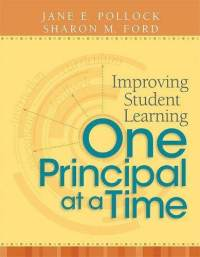 JANE E. POLLOCK
SHARON M. FORD
Improving
Student
Learning
One
Principal
at a Time